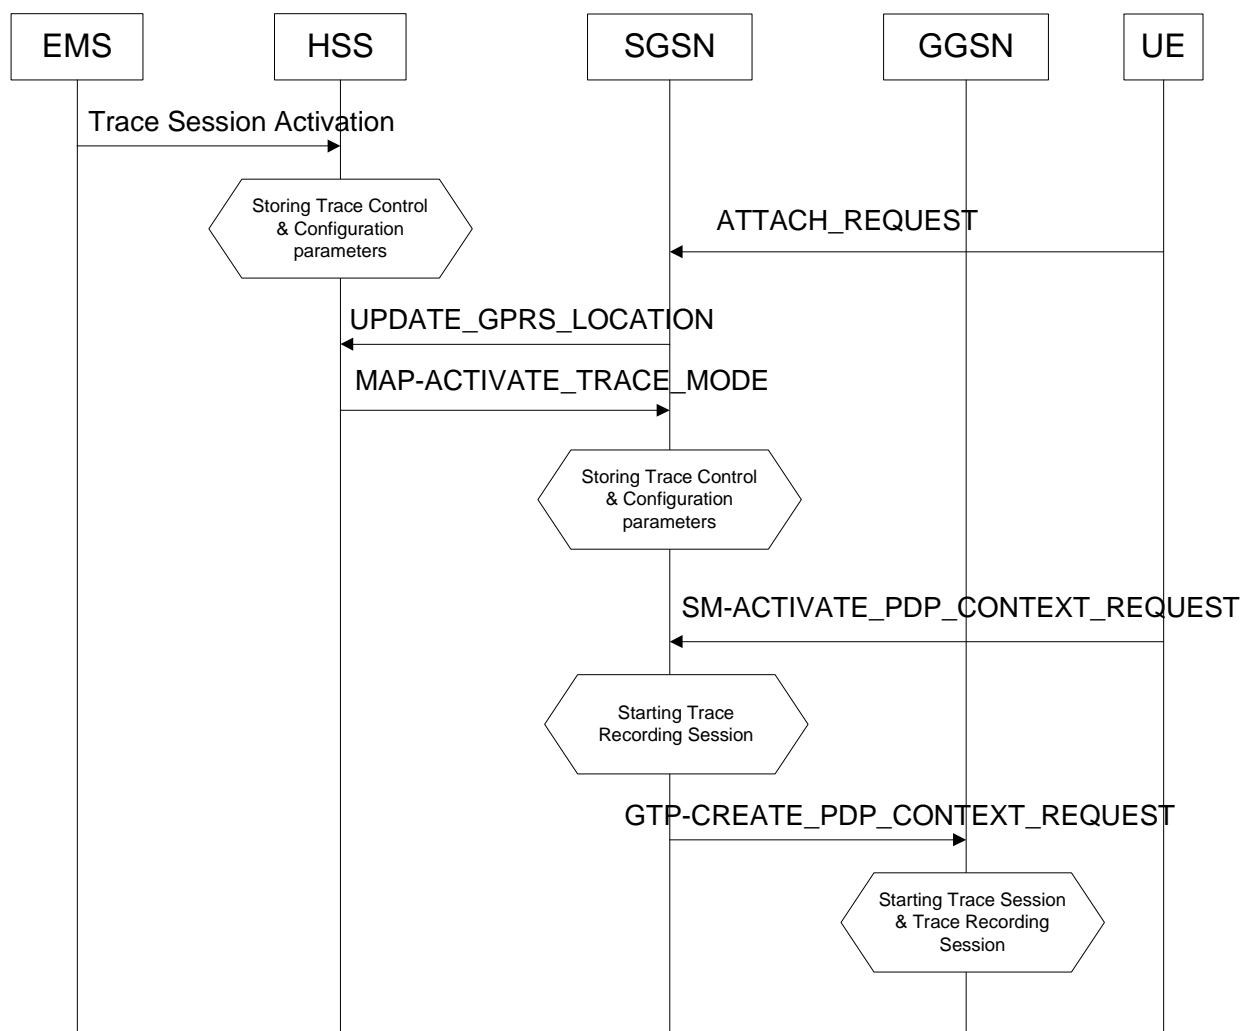 EMS
HSS
SGSN
GGSN
UE
Trace Session Activation
Storing Trace Control
& Configuration
parameters
ATTACH_REQUEST
UPDATE_GPRS_LOCATION
MAP-ACTIVATE_TRACE_MODE
Storing Trace Control
& Configuration
parameters
SM-ACTIVATE_PDP_CONTEXT_REQUEST
Starting Trace
Recording Session
GTP-CREATE_PDP_CONTEXT_REQUEST
Starting Trace Session
& Trace Recording
Session